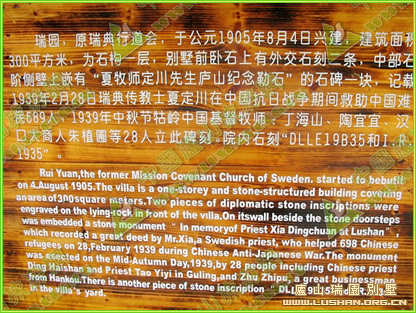 瑞园，原瑞典行道会，于公元1905年8月4日兴建，建筑面积
300平方米，为石构一层，别墅前卧石上有外交石刻二条，中部石
阶侧壁上嵌有“夏牧师定川先生庐山纪念勒石”的石碑一块，记载
1939年2月28日瑞典传教士夏定川在中国抗日战争期间救助中国难
民689人，1939年中秋节牯岭中国基督牧师：丁海山、陶宜宜、汉
口大商人朱植圃等28人立此碑刻。院内石刻“DLLE19B35和I.R.
1935”。
Rui Yuan,the former Mission Covenant Church of Sweden. started to bebuilt
on 4.August 1905.The villa is a one-storey and stone-structured building covering
an area of 300square maters.Two pieces of diplomatic stone inscriptions were
engraved on the lying-rock in front of the villa.On itswall beside the stone doorsteps
was embedded a stone monument “ In memoryof Priest Xia Dingchuan at Lushan”,
which recorded a great deed by Mr.Xia,a Swedish priest, who helped 698 Chinese
refugees on 28,February 1939 during Chinese Anti-Japanese War.The monument
was erected on the Mid-Autumn Day,1939,by 28 people including Chinese priest
Ding Haishan and Priest Tao Yiyi in Guling,and Zhu Zhipu, a great businessman
from Hankou.There is another piece of stone inscription “
in the villa's yard.
廬山瑞園別墅
WWW.LUSHAN.ORG.CN